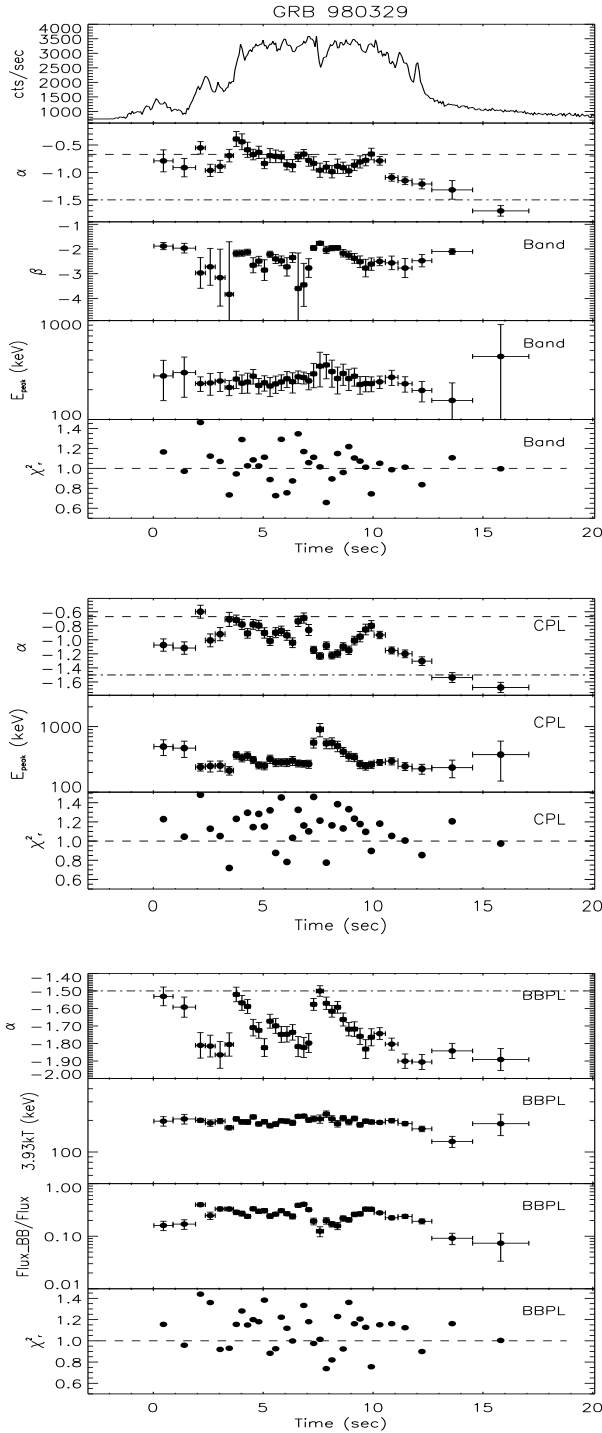 GRB 980329
cts/sec
4000
3500
3000
2500
2000
1500
1000
α
−0.5
−1.0
−1.5
β
Band
−1
−2
−3
−4
E_peak (keV)
Band
1000
100
χ²_r
Band
1.4
1.2
1.0
0.8
0.6
0 5 10 15 20
Time (sec)
α
CPL
−0.6
−0.8
−1.0
−1.2
−1.4
−1.6
E_peak (keV)
CPL
1000
100
χ²_r
CPL
1.4
1.2
1.0
0.8
0.6
0 5 10 15 20
Time (sec)
α
BBPL
−1.40
−1.50
−1.60
−1.70
−1.80
−1.90
−2.00
3.93kT (keV)
BBPL
100
Flux_BB/Flux
BBPL
1.00
0.10
0.01
χ²_r
BBPL
1.4
1.2
1.0
0.8
0.6
0 5 10 15 20
Time (sec)